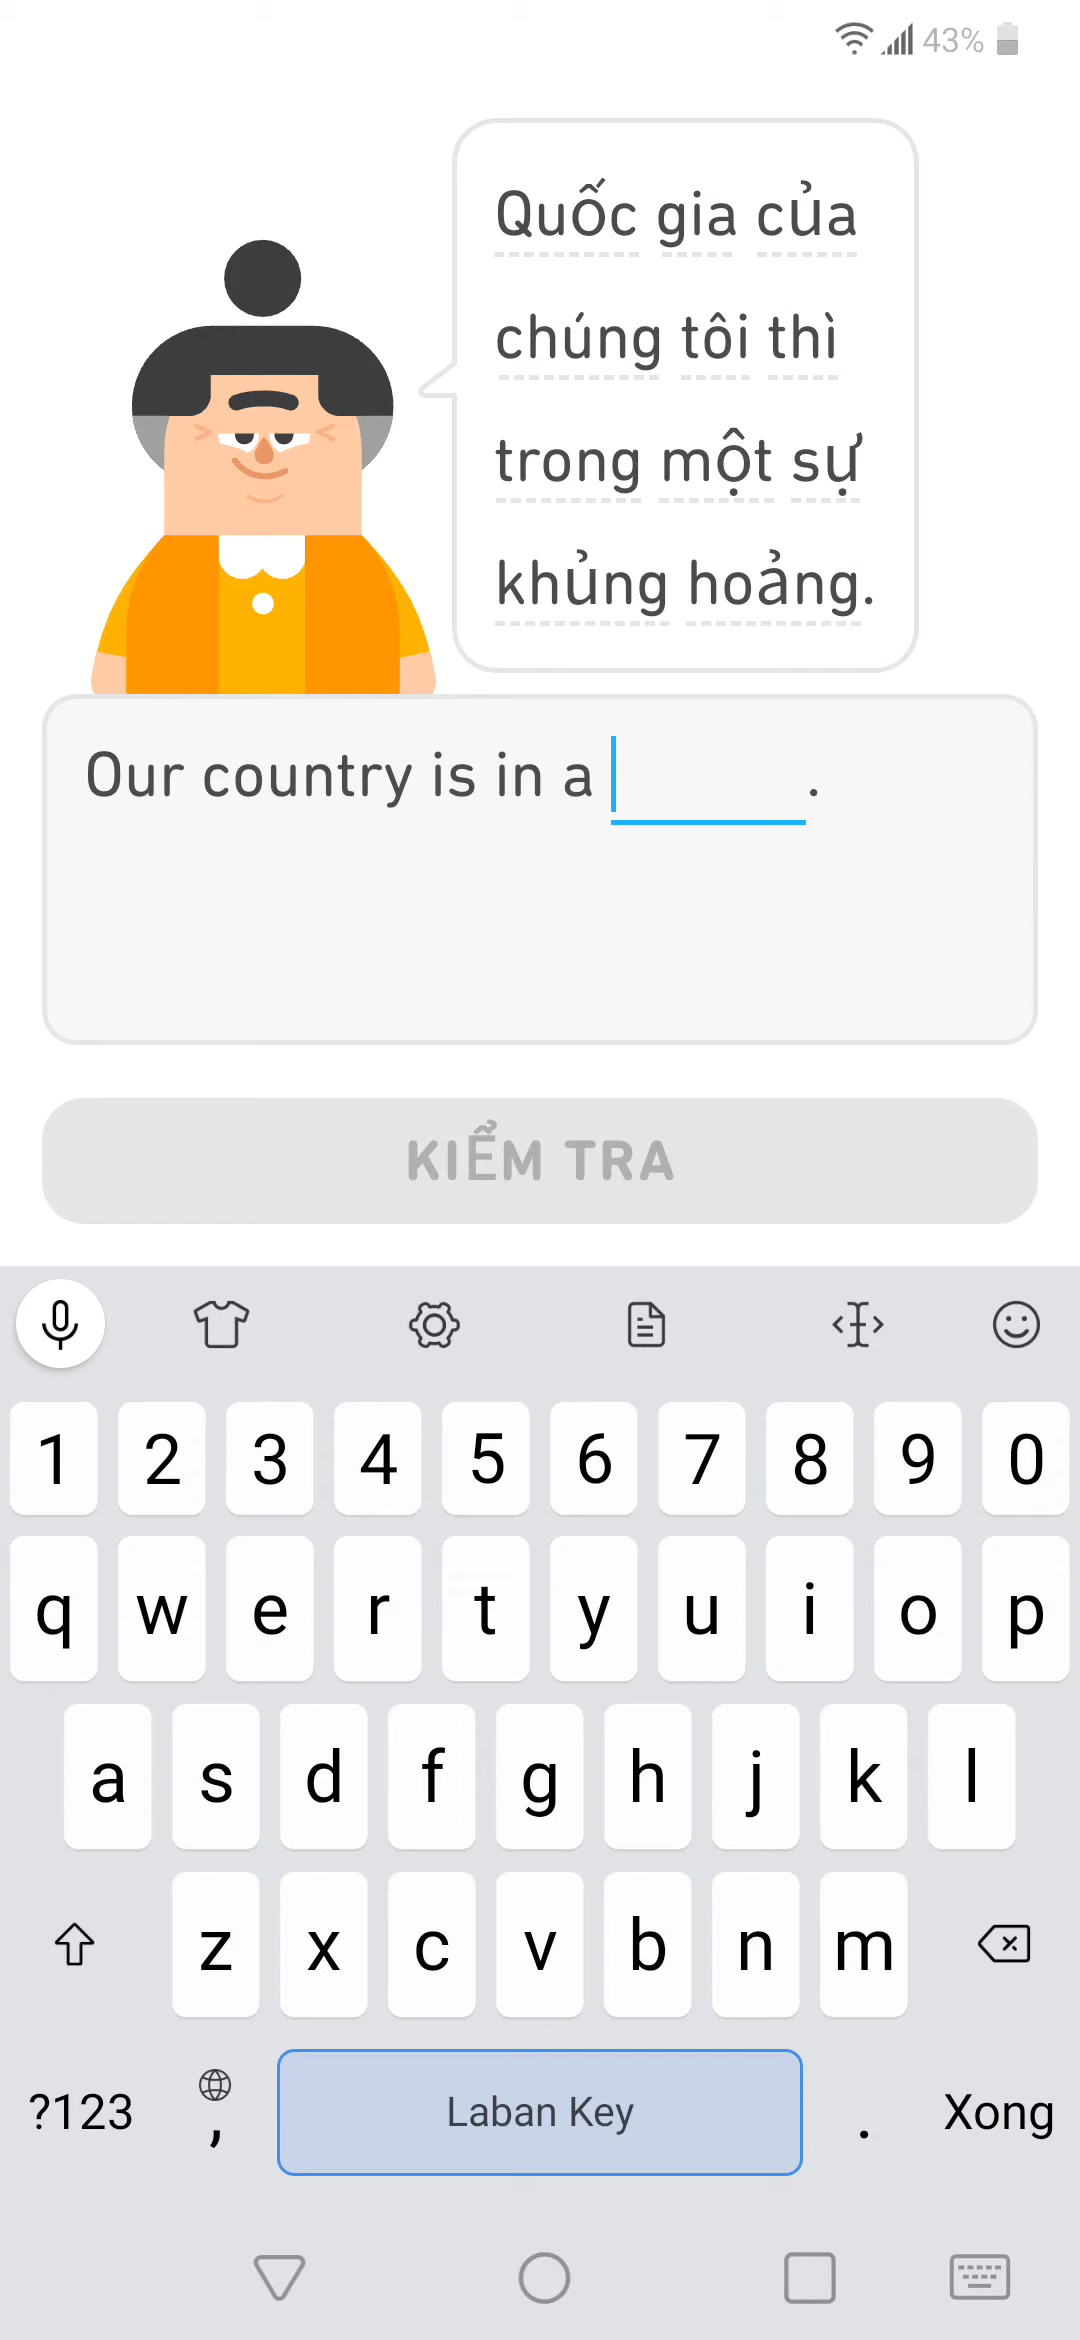 43%
Quốc gia của
chúng tôi thì
trong một sự
khủng hoảng.
Our country is in a .
KIỂM TRA
1 2 3 4 5 6 7 8 9 0
q w e r t y u i o p
a s d f g h j k l
z x c v b n m
?123 , Laban Key . Xong